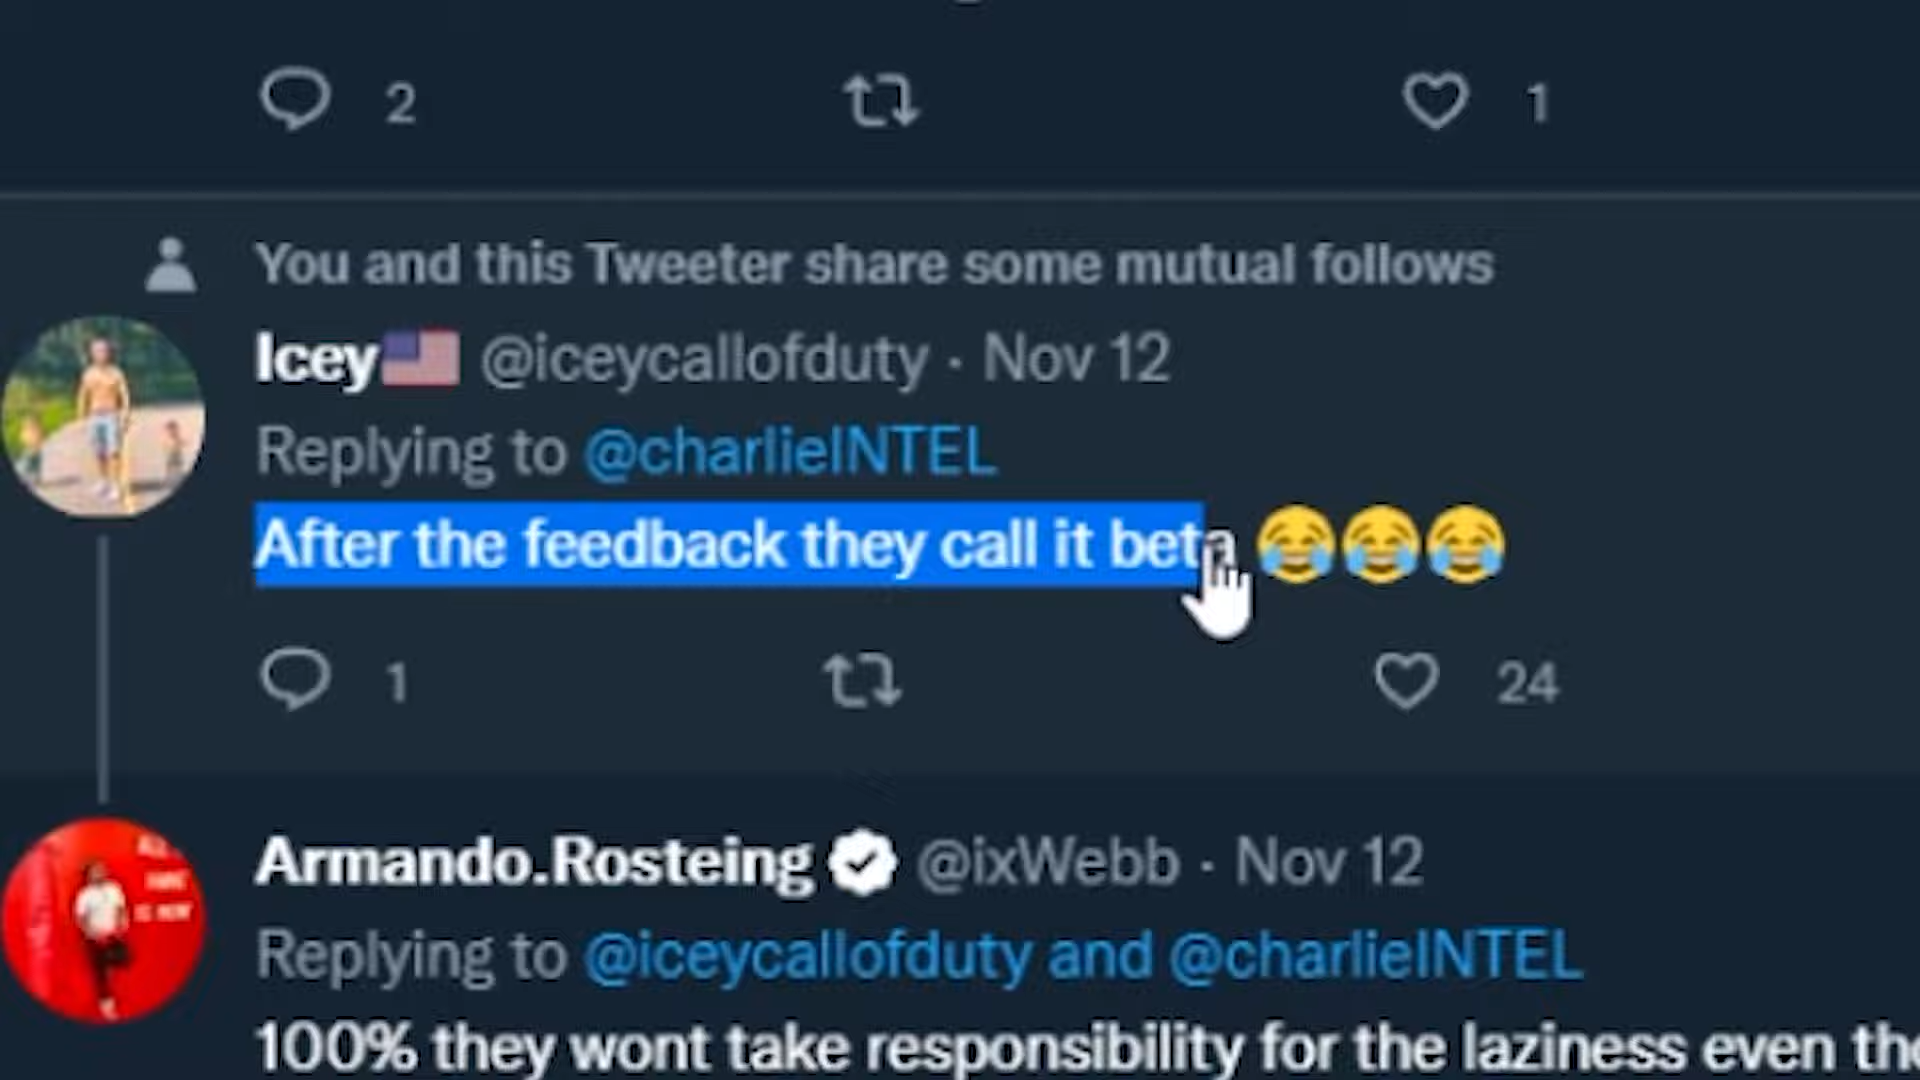 2 1
You and this Tweeter share some mutual follows
Icey🇺🇸 @iceycallofduty · Nov 12
Replying to @charlieINTEL
After the feedback they call it beta 😂😂😂
1 24
Armando.Rosteing @ixWebb · Nov 12
Replying to @iceycallofduty and @charlieINTEL
100% they wont take responsibility for the laziness even